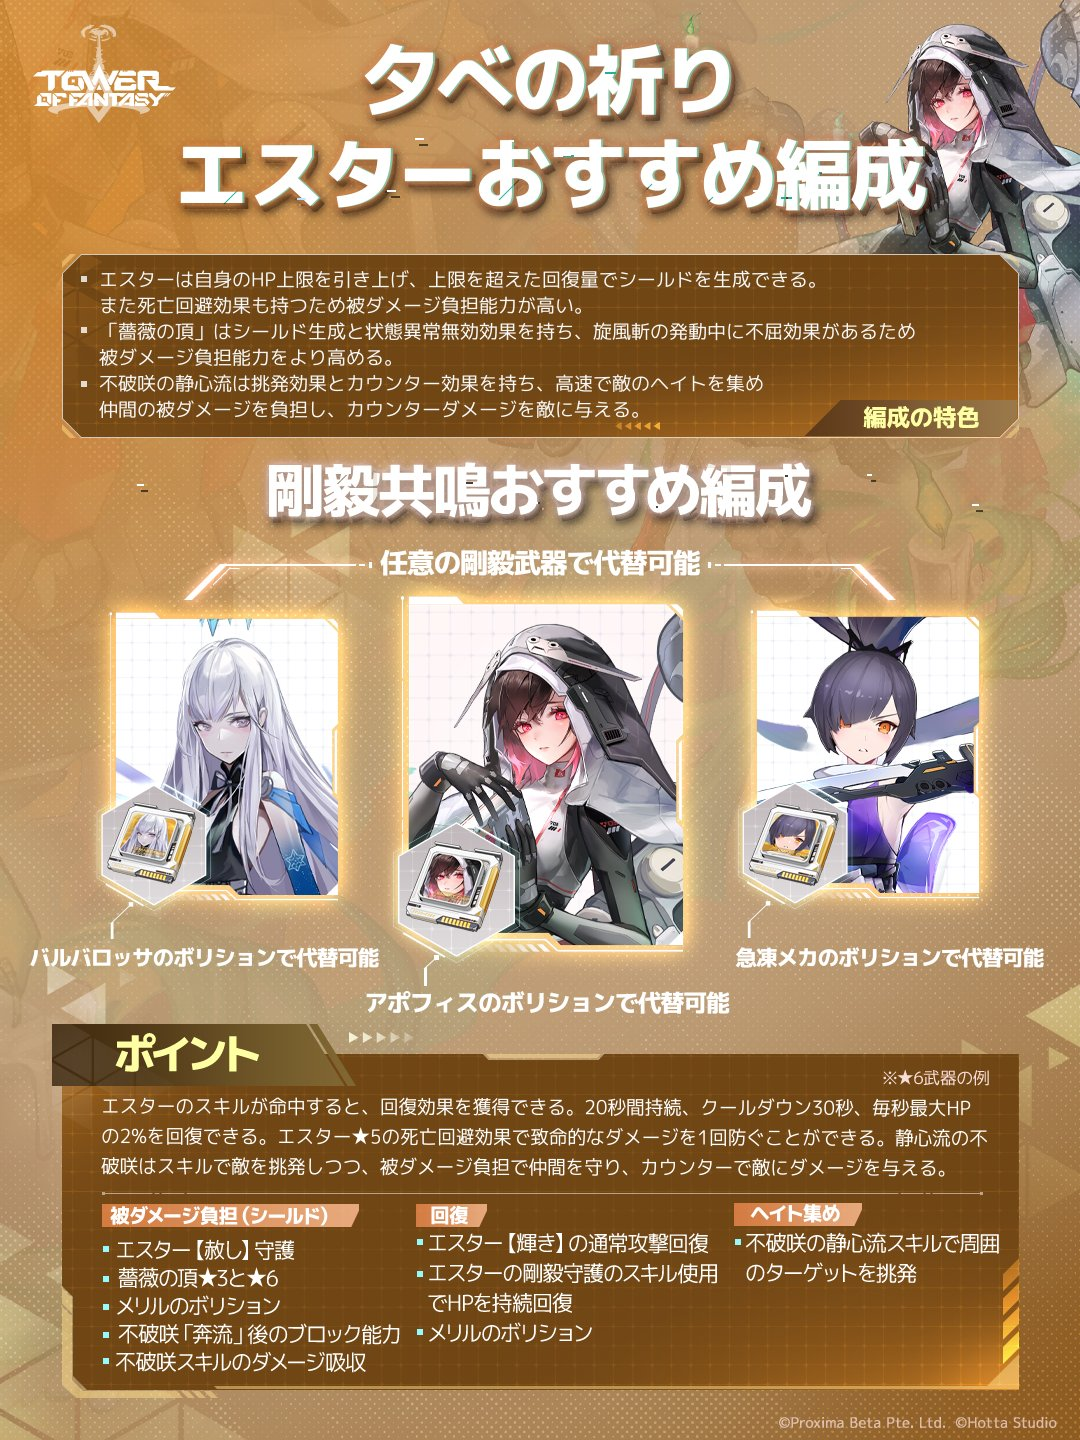 TOWER
OF FANTASY
夕べの祈り
エスターおすすめ編成
エスターは自身のHP上限を引き上げ、上限を超えた回復量でシールドを生成できる。
また死亡回避効果も持つため被ダメージ負担能力が高い。
「薔薇の頂」はシールド生成と状態異常無効効果を持ち、旋風斬の発動中に不屈効果があるため
被ダメージ負担能力をより高める。
不破咲の静心流は挑発効果とカウンター効果を持ち、高速で敵のヘイトを集め
仲間の被ダメージを負担し、カウンターダメージを敵に与える。
編成の特色
剛毅共鳴おすすめ編成
任意の剛毅武器で代替可能
バルバロッサのボリションで代替可能
急凍メカのボリションで代替可能
アポフィスのボリションで代替可能
ポイント
※★6武器の例
エスターのスキルが命中すると、回復効果を獲得できる。20秒間持続、クールダウン30秒、毎秒最大HP
の2%を回復できる。エスター★5の死亡回避効果で致命的なダメージを1回防ぐことができる。静心流の不
破咲はスキルで敵を挑発しつつ、被ダメージ負担で仲間を守り、カウンターで敵にダメージを与える。
被ダメージ負担（シールド）
エスター【赦し】守護
薔薇の頂★3と★6
メリルのボリション
不破咲「奔流」後のブロック能力
不破咲スキルのダメージ吸収
回復
エスター【輝き】の通常攻撃回復
エスターの剛毅守護のスキル使用
でHPを持続回復
メリルのボリション
ヘイト集め
不破咲の静心流スキルで周囲
のターゲットを挑発
©Proxima Beta Pte. Ltd. ©Hotta Studio